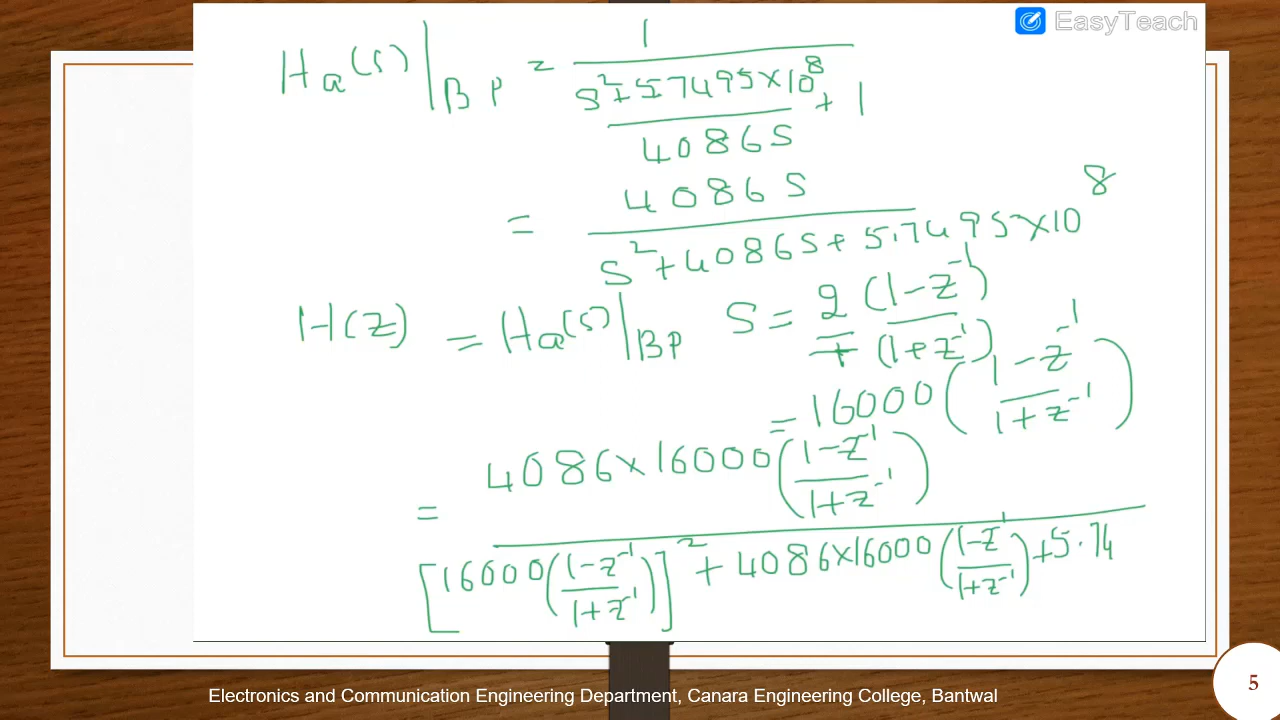 EasyTeach
Ha(s)|BP = 1 / ((s²+57495×10⁸)/(4086s) + 1)
= 4086s / (s²+4086s+5.7495×10⁸)
H(z) = Ha(s)|BP s = 2/T (1-z⁻¹)/(1+z⁻¹)
= 16000 ((1-z⁻¹)/(1+z⁻¹))
= 4086×16000 ((1-z⁻¹)/(1+z⁻¹)) / [16000((1-z⁻¹)/(1+z⁻¹))]² + 4086×16000 ((1-z⁻¹)/(1+z⁻¹)) + 5.74
Electronics and Communication Engineering Department, Canara Engineering College, Bantwal
5